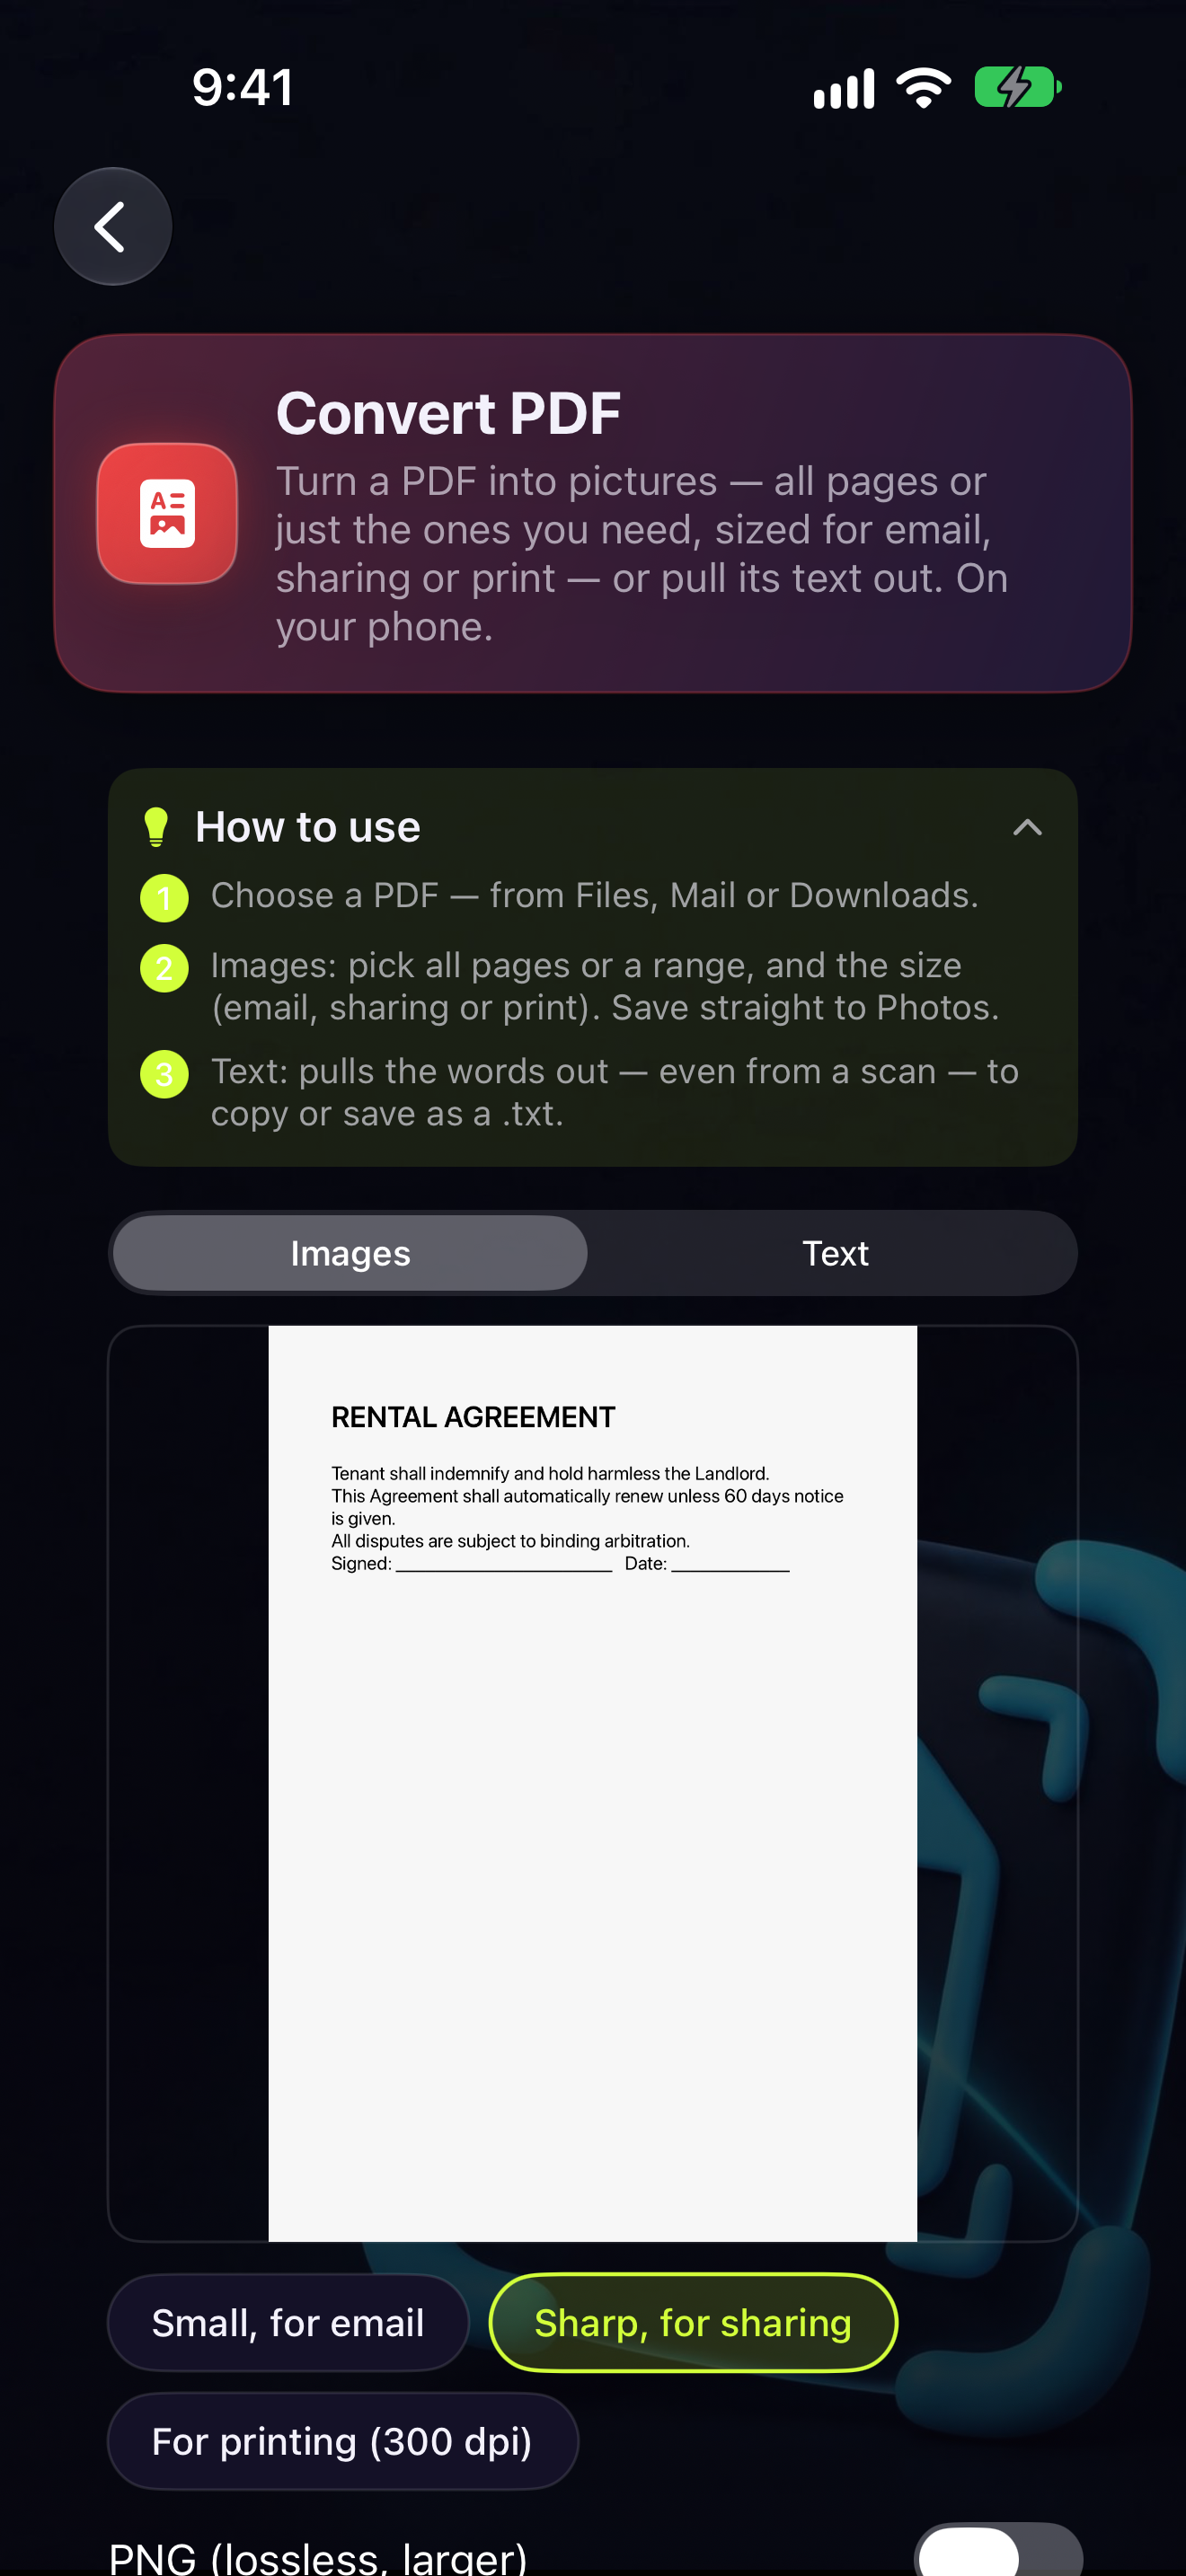 9:41
Convert PDF
Turn a PDF into pictures — all pages or
just the ones you need, sized for email,
sharing or print — or pull its text out. On
your phone.
How to use
1 Choose a PDF — from Files, Mail or Downloads.
2 Images: pick all pages or a range, and the size
(email, sharing or print). Save straight to Photos.
3 Text: pulls the words out — even from a scan — to
copy or save as a .txt.
Images Text
RENTAL AGREEMENT
Tenant shall indemnify and hold harmless the Landlord.
This Agreement shall automatically renew unless 60 days notice
is given.
All disputes are subject to binding arbitration.
Signed: ______________________ Date: ____________
Small, for email Sharp, for sharing
For printing (300 dpi)
PNG (lossless, larger)